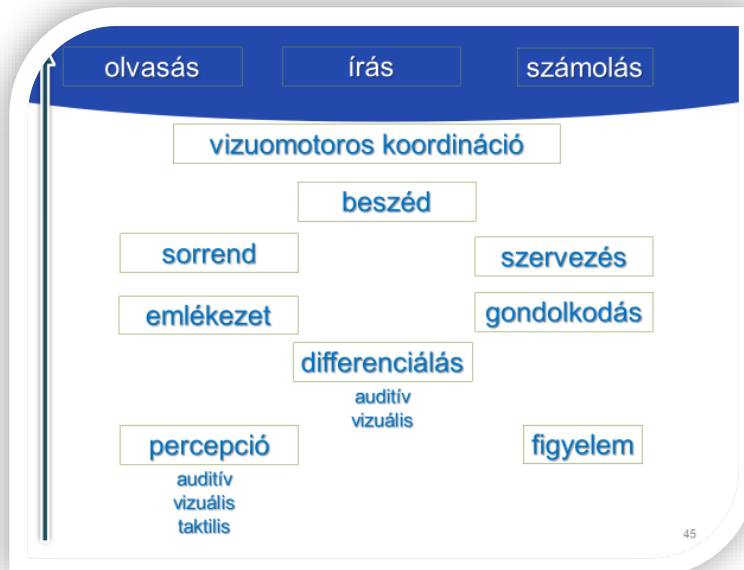 olvasás írás számolás
vizuomotoros koordináció
beszéd
sorrend
szervezés
emlékezet
gondolkodás
differenciálás
auditív
vizuális
percepció
figyelem
auditív
vizuális
taktilis
45